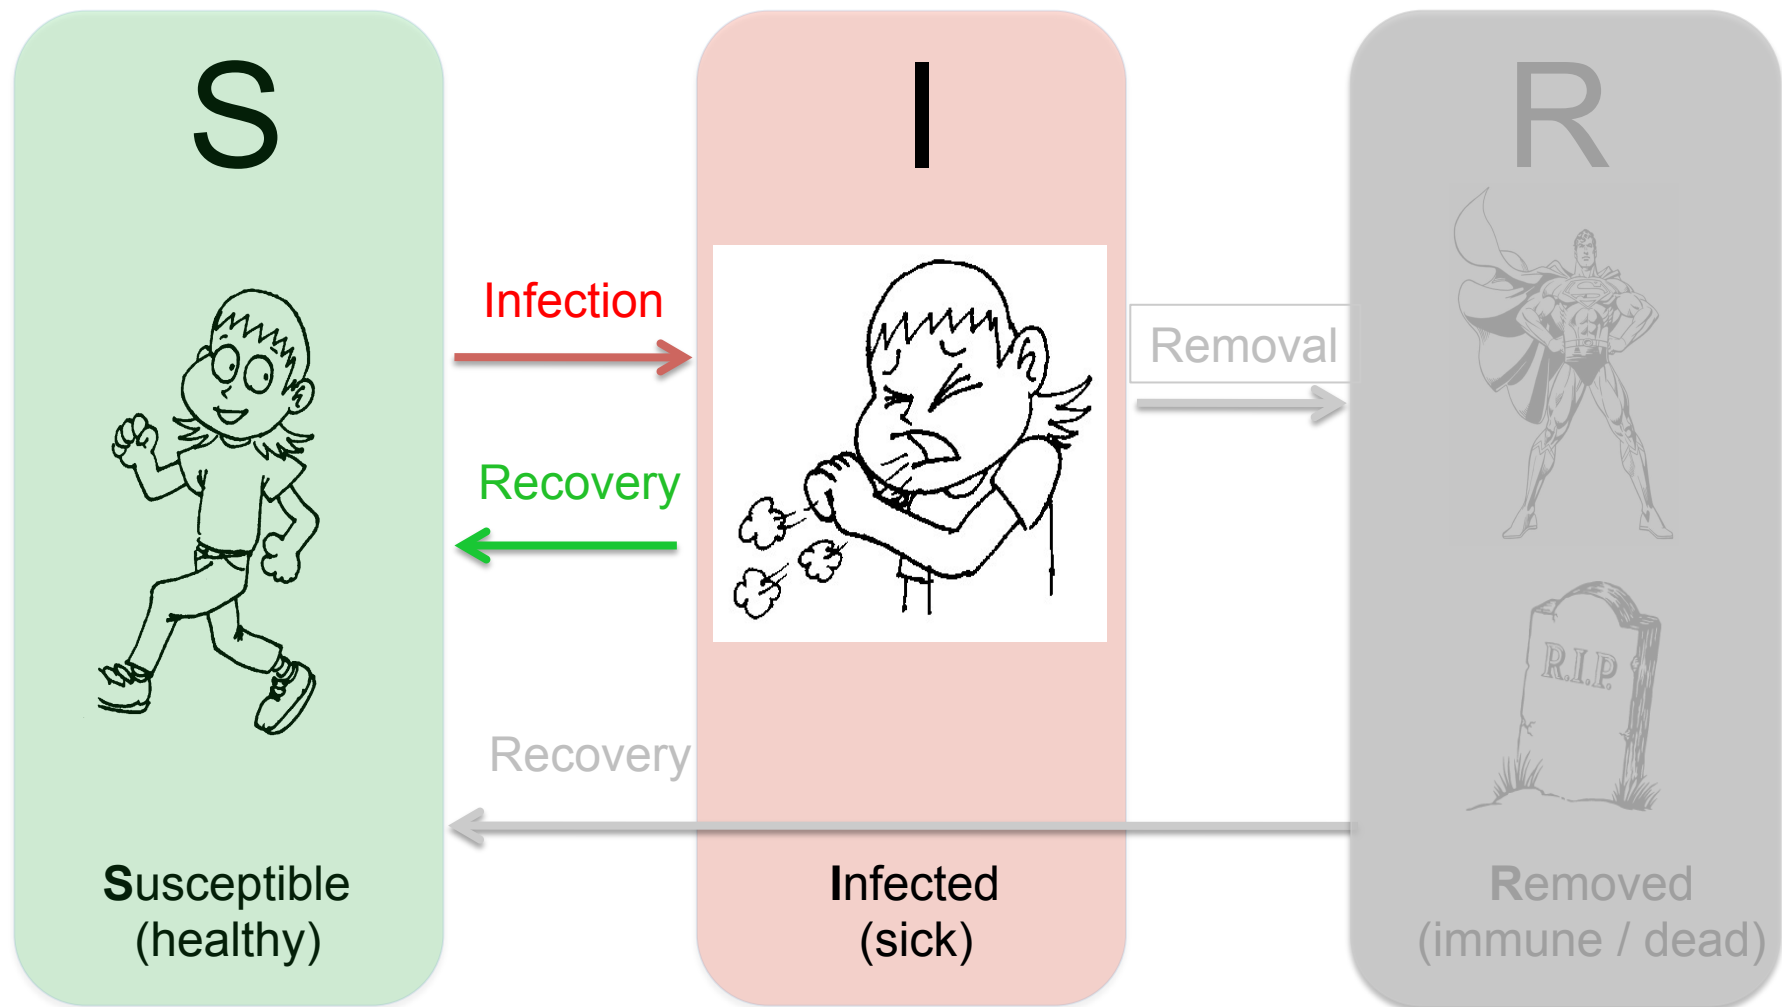 S
I
R
Infection
Removal
Recovery
R.I.P.
Recovery
Susceptible
(healthy)
Infected
(sick)
Removed
(immune / dead)